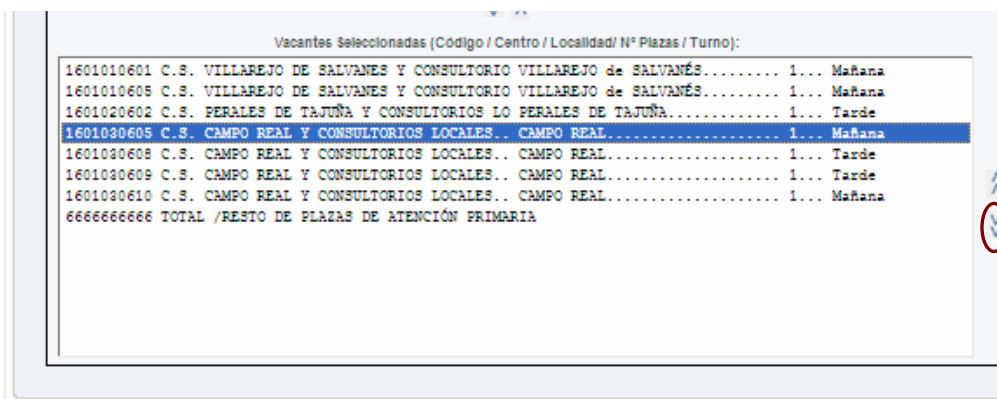 Vacantes Seleccionadas (Código / Centro / Localidad/ Nº Plazas / Turno):
1601010601 C.S. VILLAREJO DE SALVANES Y CONSULTORIO VILLAREJO de SALVANÉS......... 1... Mañana
1601010605 C.S. VILLAREJO DE SALVANES Y CONSULTORIO VILLAREJO de SALVANÉS......... 1... Mañana
1601020602 C.S. PERALES DE TAJUÑA Y CONSULTORIOS LO PERALES DE TAJUÑA............. 1... Tarde
1601030605 C.S. CAMPO REAL Y CONSULTORIOS LOCALES.. CAMPO REAL.................... 1... Mañana
1601030608 C.S. CAMPO REAL Y CONSULTORIOS LOCALES.. CAMPO REAL.................... 1... Tarde
1601030609 C.S. CAMPO REAL Y CONSULTORIOS LOCALES.. CAMPO REAL.................... 1... Tarde
1601030610 C.S. CAMPO REAL Y CONSULTORIOS LOCALES.. CAMPO REAL.................... 1... Mañana
6666666666 TOTAL /RESTO DE PLAZAS DE ATENCIÓN PRIMARIA